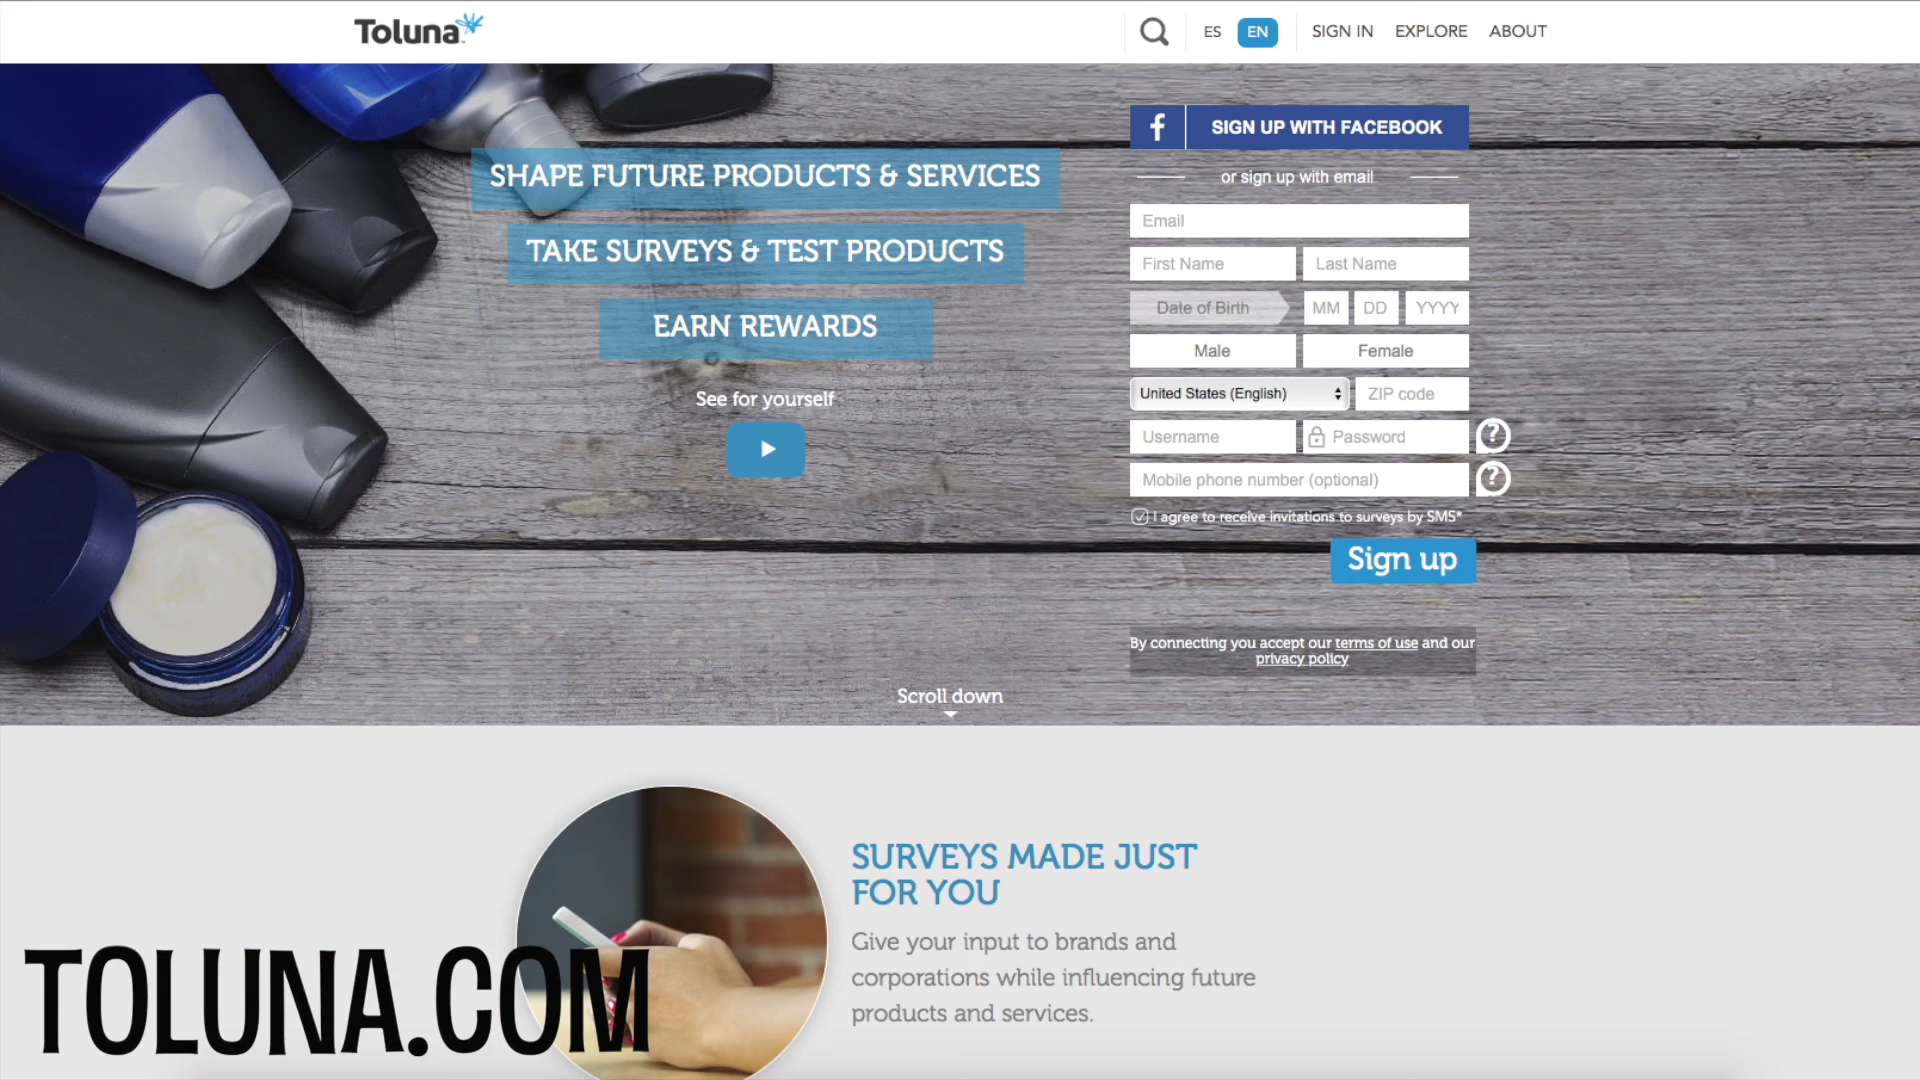 Toluna
ES EN SIGN IN EXPLORE ABOUT
SHAPE FUTURE PRODUCTS & SERVICES
TAKE SURVEYS & TEST PRODUCTS
EARN REWARDS
See for yourself
f SIGN UP WITH FACEBOOK
or sign up with email
Email
First Name Last Name
Date of Birth MM DD YYYY
Male Female
United States (English) ZIP code
Username Password ?
Mobile phone number (optional) ?
I agree to receive invitations to surveys by SMS*
Sign up
By connecting you accept our terms of use and our
privacy policy
Scroll down
SURVEYS MADE JUST
FOR YOU
Give your input to brands and
corporations while influencing future
products and services.
TOLUNA.COM